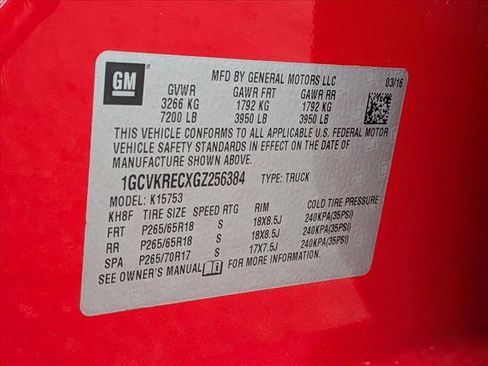 GM
MFD BY GENERAL MOTORS LLC 03/16
GVWR GAWR FRT GAWR RR
3266 KG 1792 KG 1792 KG
7200 LB 3950 LB 3950 LB
THIS VEHICLE CONFORMS TO ALL APPLICABLE U.S. FEDERAL MOTOR
VEHICLE SAFETY STANDARDS IN EFFECT ON THE DATE OF
MANUFACTURE SHOWN ABOVE.
1GCVKRECXGZ256384 TYPE: TRUCK
MODEL: K15753
KH8F TIRE SIZE SPEED RTG RIM COLD TIRE PRESSURE
FRT P265/65R18 S 18X8.5J 240KPA(35PSI)
RR P265/65R18 S 18X8.5J 240KPA(35PSI)
SPA P265/70R17 S 17X7.5J 240KPA(35PSI)
SEE OWNER'S MANUAL FOR MORE INFORMATION.